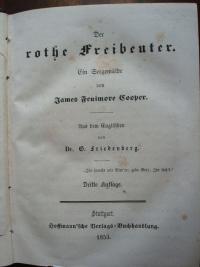 Der
rothe Freibeuter.
Ein Seegemälde
von
James Fenimore Cooper.
Aus dem Englischen
von
Dr. G. Friedenberg.
Dritte Auflage.
Stuttgart.
Hoffmann'sche Verlags-Buchhandlung.
1853.